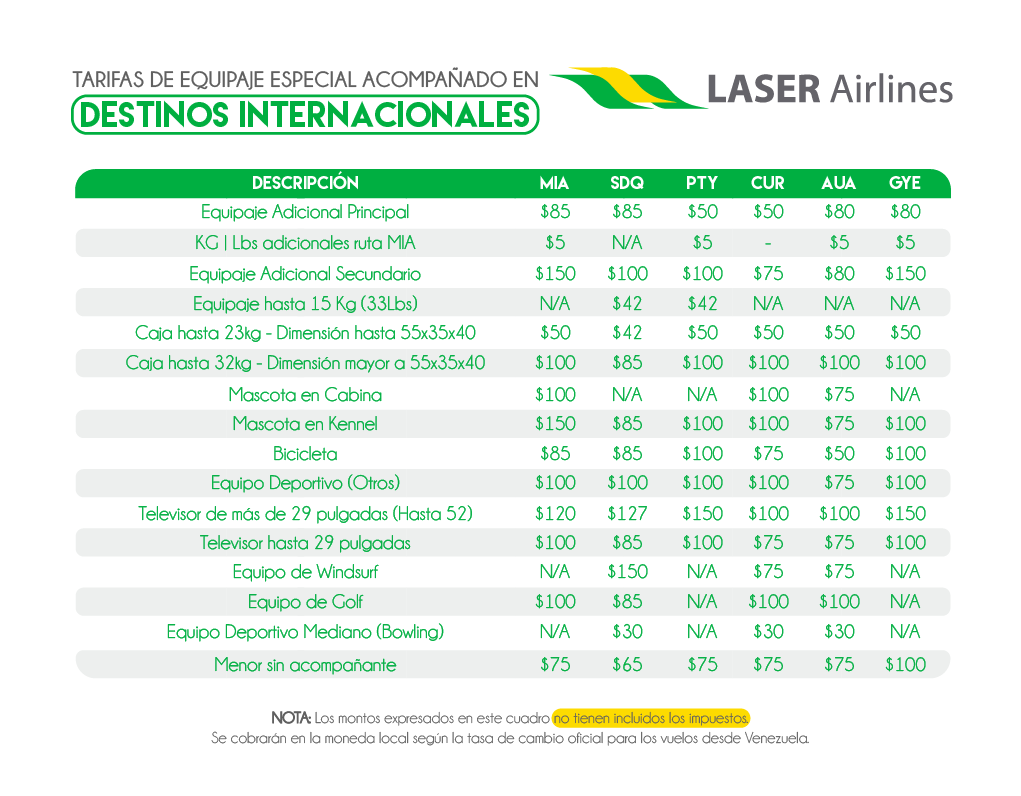 TARIFAS DE EQUIPAJE ESPECIAL ACOMPAÑADO EN
DESTINOS INTERNACIONALES
LASER Airlines
DESCRIPCIÓN MIA SDQ PTY CUR AUA GYE
Equipaje Adicional Principal $85 $85 $50 $50 $80 $80
KG | Lbs adicionales ruta MIA $5 N/A $5 - $5 $5
Equipaje Adicional Secundario $150 $100 $100 $75 $80 $150
Equipaje hasta 15 Kg (33Lbs) N/A $42 $42 N/A N/A N/A
Caja hasta 23kg - Dimensión hasta 55x35x40 $50 $42 $50 $50 $50 $50
Caja hasta 32kg - Dimensión mayor a 55x35x40 $100 $85 $100 $100 $100 $100
Mascota en Cabina $100 N/A N/A $100 $75 N/A
Mascota en Kennel $150 $85 $100 $100 $75 $100
Bicicleta $85 $85 $100 $75 $50 $100
Equipo Deportivo (Otros) $100 $100 $100 $100 $75 $100
Televisor de más de 29 pulgadas (Hasta 52) $120 $127 $150 $100 $100 $150
Televisor hasta 29 pulgadas $100 $85 $100 $75 $75 $100
Equipo de Windsurf N/A $150 N/A $75 $75 N/A
Equipo de Golf $100 $85 N/A $100 $100 N/A
Equipo Deportivo Mediano (Bowling) N/A $30 N/A $30 $30 N/A
Menor sin acompañante $75 $65 $75 $75 $75 $100
NOTA: Los montos expresados en este cuadro no tienen incluidos los impuestos.
Se cobrarán en la moneda local según la tasa de cambio oficial para los vuelos desde Venezuela.